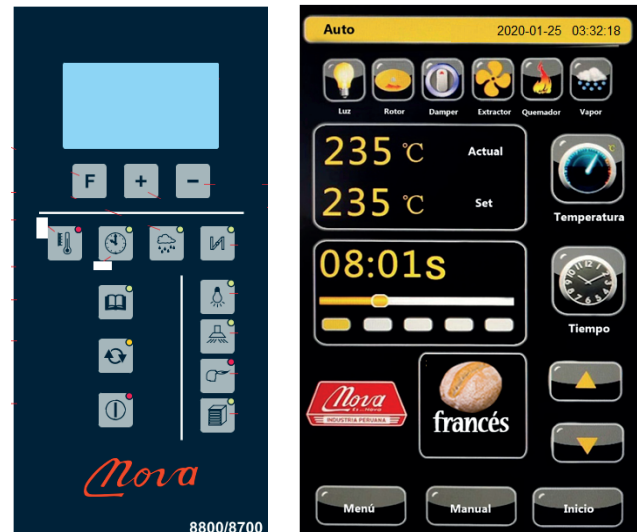 F + −
Nova
8800/8700
Auto 2020-01-25 03:32:18
Luz Rotor Damper Extractor Quemador Vapor
235 °C Actual
235 °C Set
Temperatura
08:01s
Tiempo
Nova
INDUSTRIA PERUANA
francés
Menú Manual Inicio